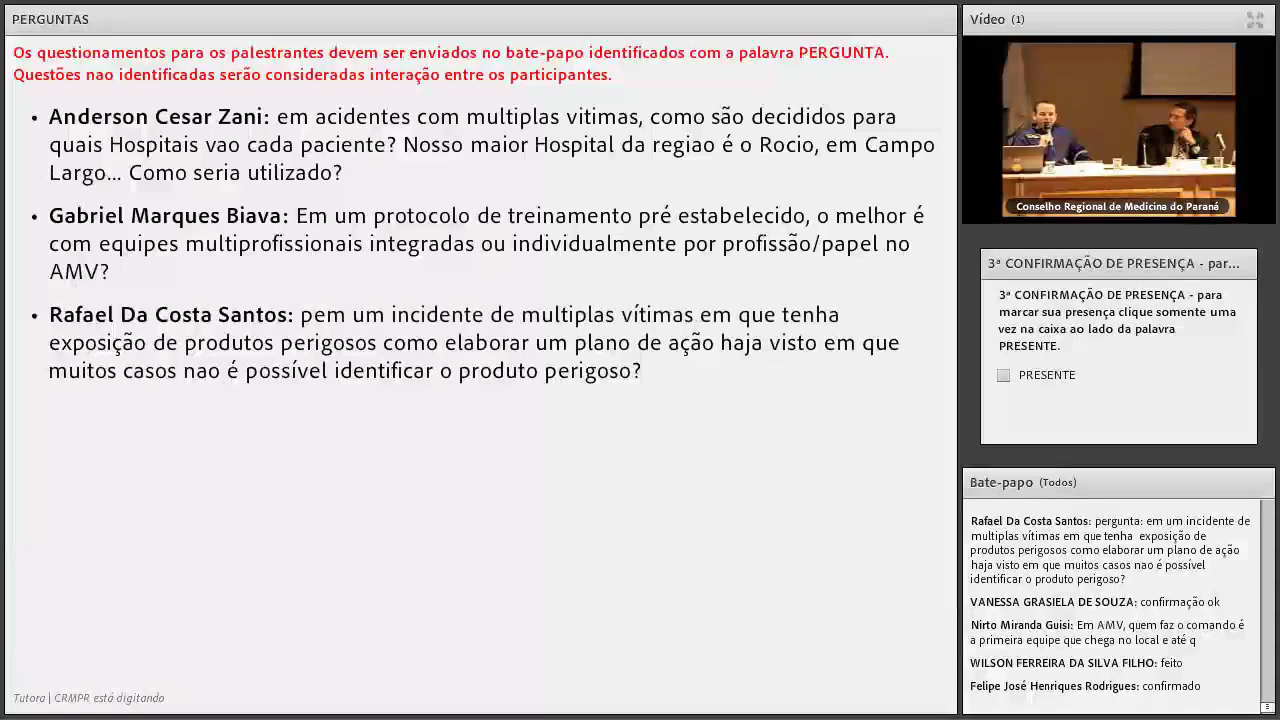 PERGUNTAS
Os questionamentos para os palestrantes devem ser enviados no bate-papo identificados com a palavra PERGUNTA.
Questões nao identificadas serão consideradas interação entre os participantes.
• Anderson Cesar Zani: em acidentes com multiplas vitimas, como são decididos para
quais Hospitais vao cada paciente? Nosso maior Hospital da regiao é o Rocio, em Campo
Largo... Como seria utilizado?
• Gabriel Marques Biava: Em um protocolo de treinamento pré estabelecido, o melhor é
com equipes multiprofissionais integradas ou individualmente por profissão/papel no
AMV?
• Rafael Da Costa Santos: pem um incidente de multiplas vítimas em que tenha
exposição de produtos perigosos como elaborar um plano de ação haja visto em que
muitos casos nao é possível identificar o produto perigoso?
Tutora | CRMPR está digitando
Vídeo (1)
Conselho Regional de Medicina do Paraná
3ª CONFIRMAÇÃO DE PRESENÇA - par...
3ª CONFIRMAÇÃO DE PRESENÇA - para
marcar sua presença clique somente uma
vez na caixa ao lado da palavra
PRESENTE.
PRESENTE
Bate-papo (Todos)
Rafael Da Costa Santos: pergunta: em um incidente de
multiplas vítimas em que tenha exposição de
produtos perigosos como elaborar um plano de ação
haja visto em que muitos casos nao é possível
identificar o produto perigoso?
VANESSA GRASIELA DE SOUZA: confirmação ok
Nirto Miranda Guisi: Em AMV, quem faz o comando é
a primeira equipe que chega no local e até q
WILSON FERREIRA DA SILVA FILHO: feito
Felipe José Henriques Rodrigues: confirmado